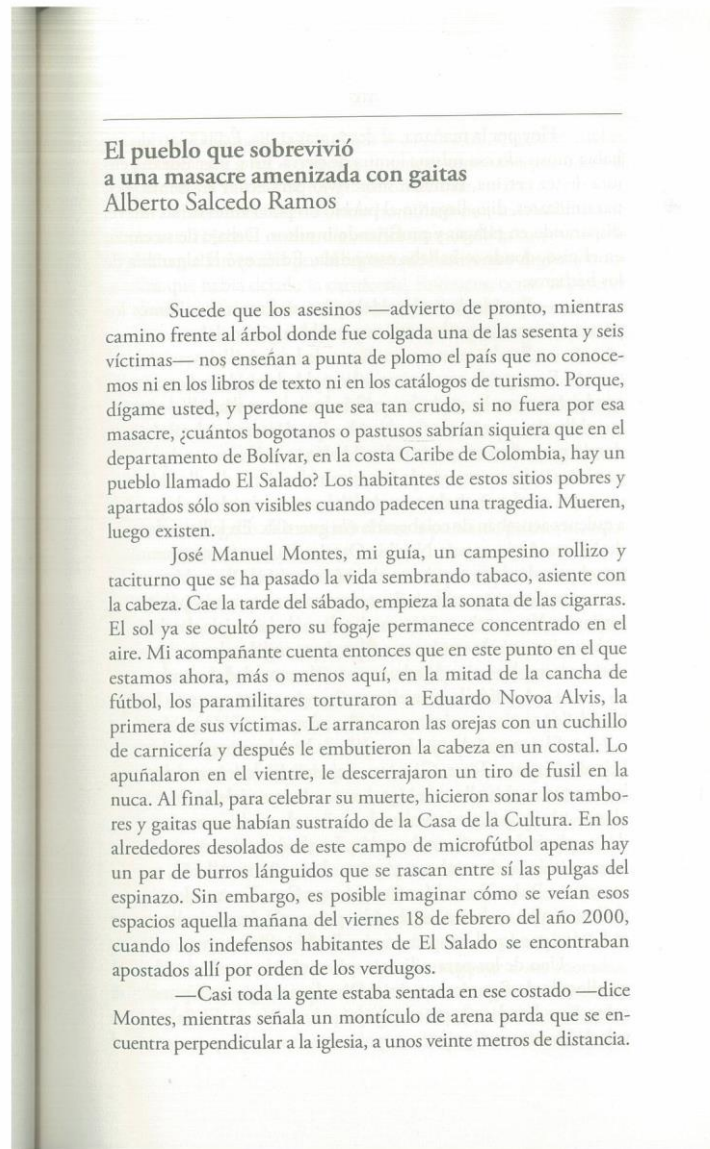 El pueblo que sobrevivió
a una masacre amenizada con gaitas
Alberto Salcedo Ramos
Sucede que los asesinos —advierto de pronto, mientras
camino frente al árbol donde fue colgada una de las sesenta y seis
víctimas— nos enseñan a punta de plomo el país que no conoce-
mos ni en los libros de texto ni en los catálogos de turismo. Porque,
dígame usted, y perdone que sea tan crudo, si no fuera por esa
masacre, ¿cuántos bogotanos o pastusos sabrían siquiera que en el
departamento de Bolívar, en la costa Caribe de Colombia, hay un
pueblo llamado El Salado? Los habitantes de estos sitios pobres y
apartados sólo son visibles cuando padecen una tragedia. Mueren,
luego existen.
José Manuel Montes, mi guía, un campesino rollizo y
taciturno que se ha pasado la vida sembrando tabaco, asiente con
la cabeza. Cae la tarde del sábado, empieza la sonata de las cigarras.
El sol ya se ocultó pero su fogaje permanece concentrado en el
aire. Mi acompañante cuenta entonces que en este punto en el que
estamos ahora, más o menos aquí, en la mitad de la cancha de
fútbol, los paramilitares torturaron a Eduardo Novoa Alvis, la
primera de sus víctimas. Le arrancaron las orejas con un cuchillo
de carnicería y después le embutieron la cabeza en un costal. Lo
apuñalaron en el vientre, le descerrajaron un tiro de fusil en la
nuca. Al final, para celebrar su muerte, hicieron sonar los tambo-
res y gaitas que habían sustraído de la Casa de la Cultura. En los
alrededores desolados de este campo de microfútbol apenas hay
un par de burros lánguidos que se rascan entre sí las pulgas del
espinazo. Sin embargo, es posible imaginar cómo se veían esos
espacios aquella mañana del viernes 18 de febrero del año 2000,
cuando los indefensos habitantes de El Salado se encontraban
apostados allí por orden de los verdugos.
—Casi toda la gente estaba sentada en ese costado —dice
Montes, mientras señala un montículo de arena parda que se en-
cuentra perpendicular a la iglesia, a unos veinte metros de distancia.